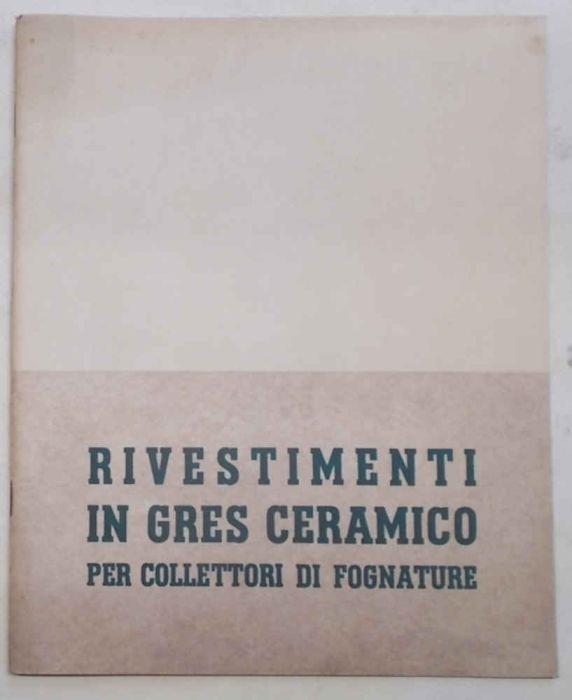 RIVESTIMENTI
IN GRES CERAMICO
PER COLLETTORI DI FOGNATURE